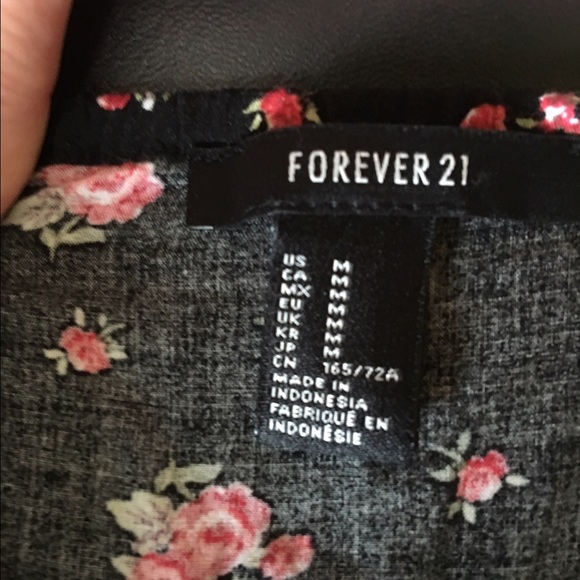 FOREVER 21
US M
CA M
MX M
EU M
UK M
KR M
JP M
CN 165/72A
MADE IN
INDONESIA
FABRIQUÉ EN
INDONÉSIE